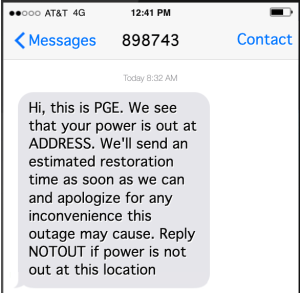 ●●○○○ AT&T 4G 12:41 PM
Messages 898743 Contact
Today 8:32 AM
Hi, this is PGE. We see
that your power is out at
ADDRESS. We'll send an
estimated restoration
time as soon as we can
and apologize for any
inconvenience this
outage may cause. Reply
NOTOUT if power is not
out at this location